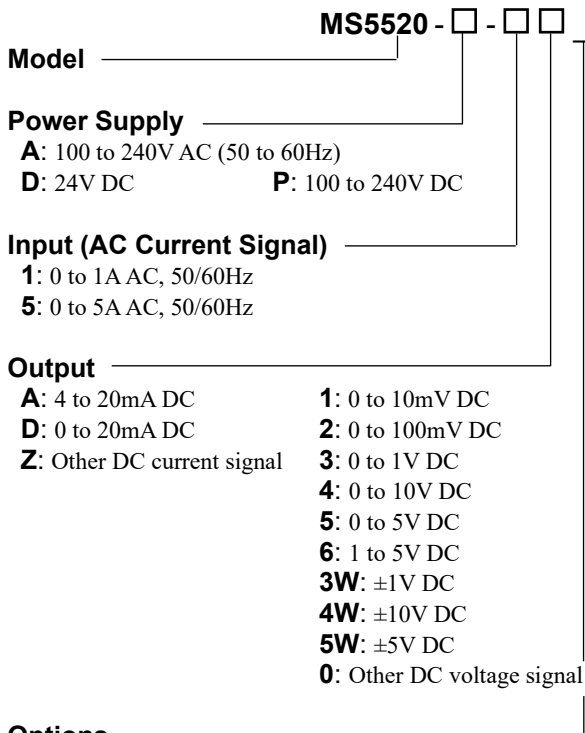 MS5520 - □ - □ □
Model
Power Supply
A: 100 to 240V AC (50 to 60Hz)
D: 24V DC P: 100 to 240V DC
Input (AC Current Signal)
1: 0 to 1A AC, 50/60Hz
5: 0 to 5A AC, 50/60Hz
Output
A: 4 to 20mA DC
D: 0 to 20mA DC
Z: Other DC current signal
1: 0 to 10mV DC
2: 0 to 100mV DC
3: 0 to 1V DC
4: 0 to 10V DC
5: 0 to 5V DC
6: 1 to 5V DC
3W: ±1V DC
4W: ±10V DC
5W: ±5V DC
0: Other DC voltage signal
Options